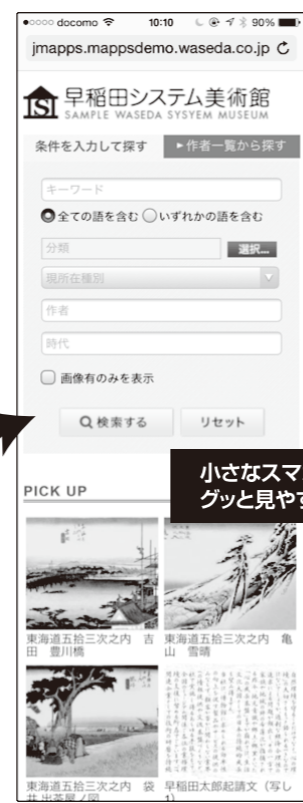 docomo 10:10 90%
jmapps.mappsdemo.waseda.co.jp
早稲田システム美術館
SAMPLE WASEDA SYSYEM MUSEUM
条件を入力して探す ▸作者一覧から探す
キーワード
全ての語を含む いずれかの語を含む
分類 選択...
現所在種別
作者
時代
画像有のみを表示
検索する リセット
小さなスマ
グッと見やす
PICK UP
東海道五拾三次之内 吉田 豊川橋
東海道五拾三次之内 亀山 雪晴
東海道五拾三次之内 袋井 出茶屋ノ図
早稲田太郎起請文（写し1）